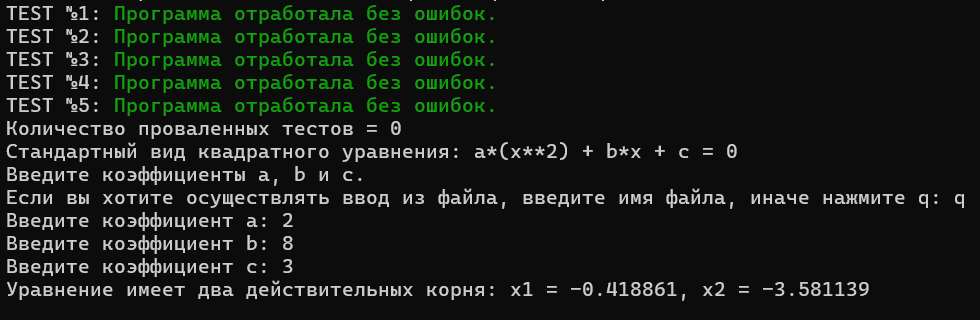 TEST №1: Программа отработала без ошибок.
TEST №2: Программа отработала без ошибок.
TEST №3: Программа отработала без ошибок.
TEST №4: Программа отработала без ошибок.
TEST №5: Программа отработала без ошибок.
Количество проваленных тестов = 0
Стандартный вид квадратного уравнения: a*(x**2) + b*x + c = 0
Введите коэффициенты a, b и c.
Если вы хотите осуществлять ввод из файла, введите имя файла, иначе нажмите q: q
Введите коэффициент a: 2
Введите коэффициент b: 8
Введите коэффициент c: 3
Уравнение имеет два действительных корня: x1 = -0.418861, x2 = -3.581139